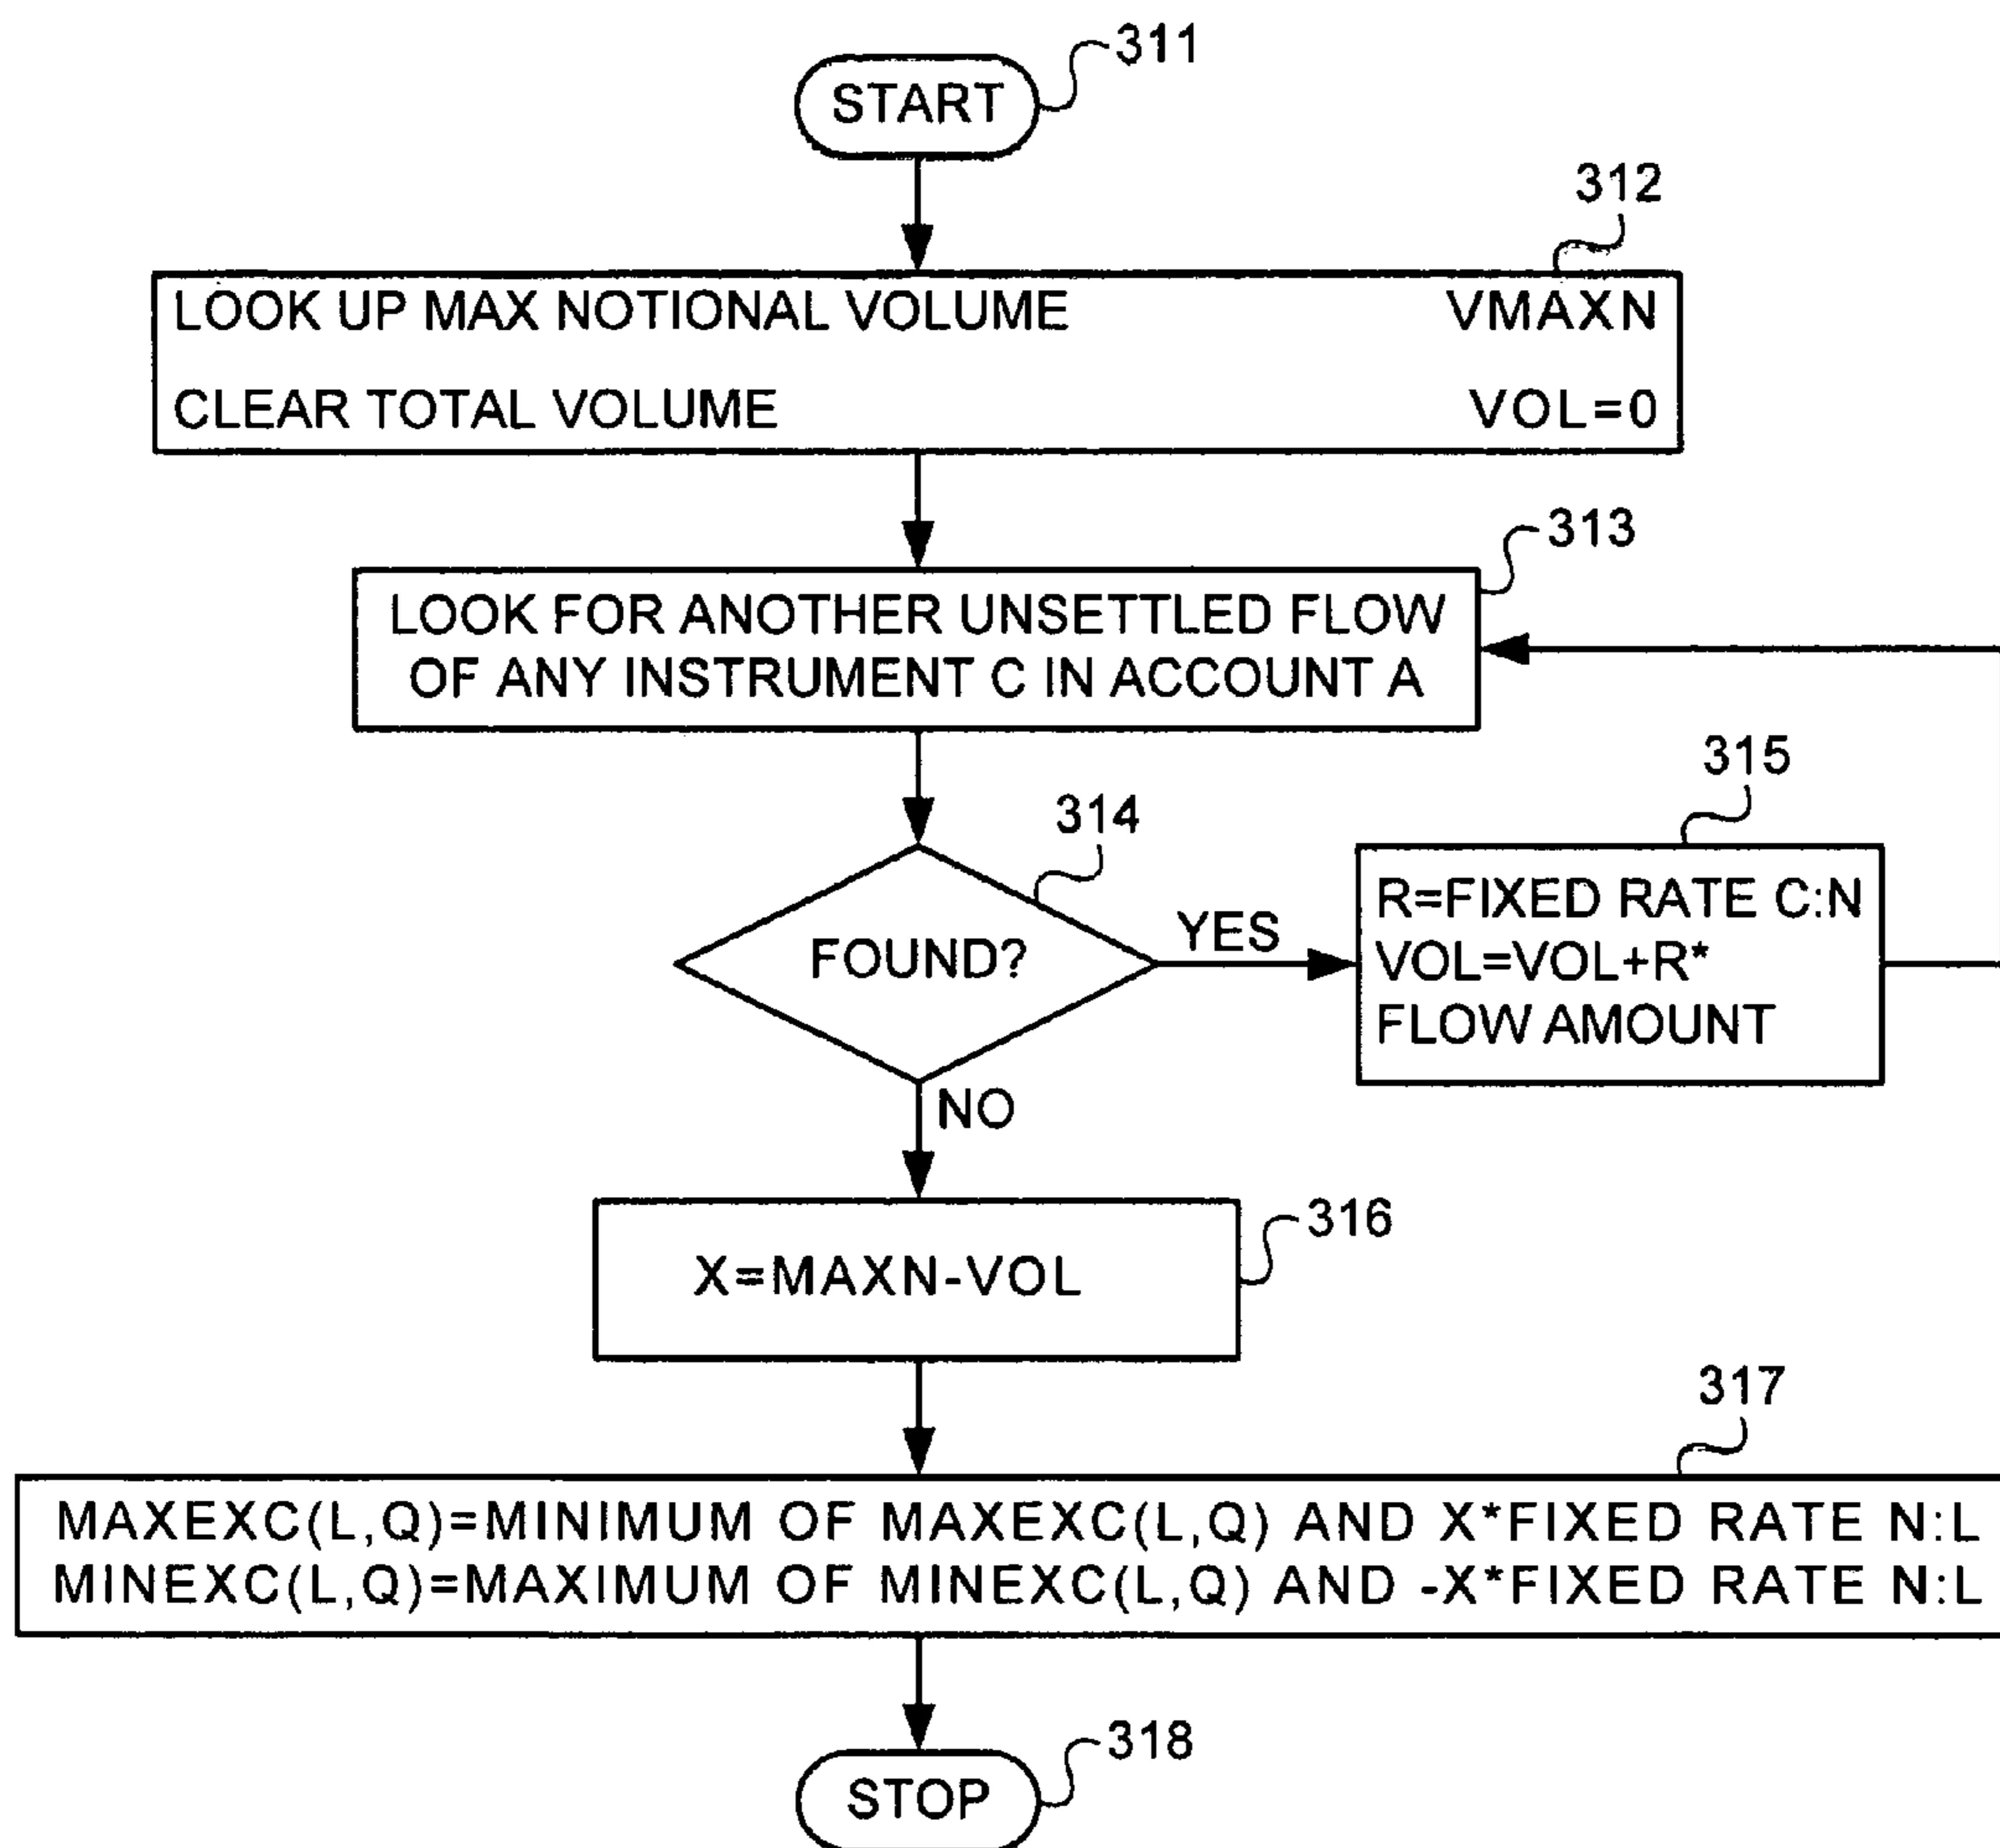 START
311
312
LOOK UP MAX NOTIONAL VOLUME VMAXN
CLEAR TOTAL VOLUME VOL=0
313
LOOK FOR ANOTHER UNSETTLED FLOW
OF ANY INSTRUMENT C IN ACCOUNT A
314
FOUND?
YES
315
R=FIXED RATE C:N
VOL=VOL+R*
FLOW AMOUNT
NO
316
X=MAXN-VOL
317
MAXEXC(L,Q)=MINIMUM OF MAXEXC(L,Q) AND X*FIXED RATE N:L
MINEXC(L,Q)=MAXIMUM OF MINEXC(L,Q) AND -X*FIXED RATE N:L
STOP
318